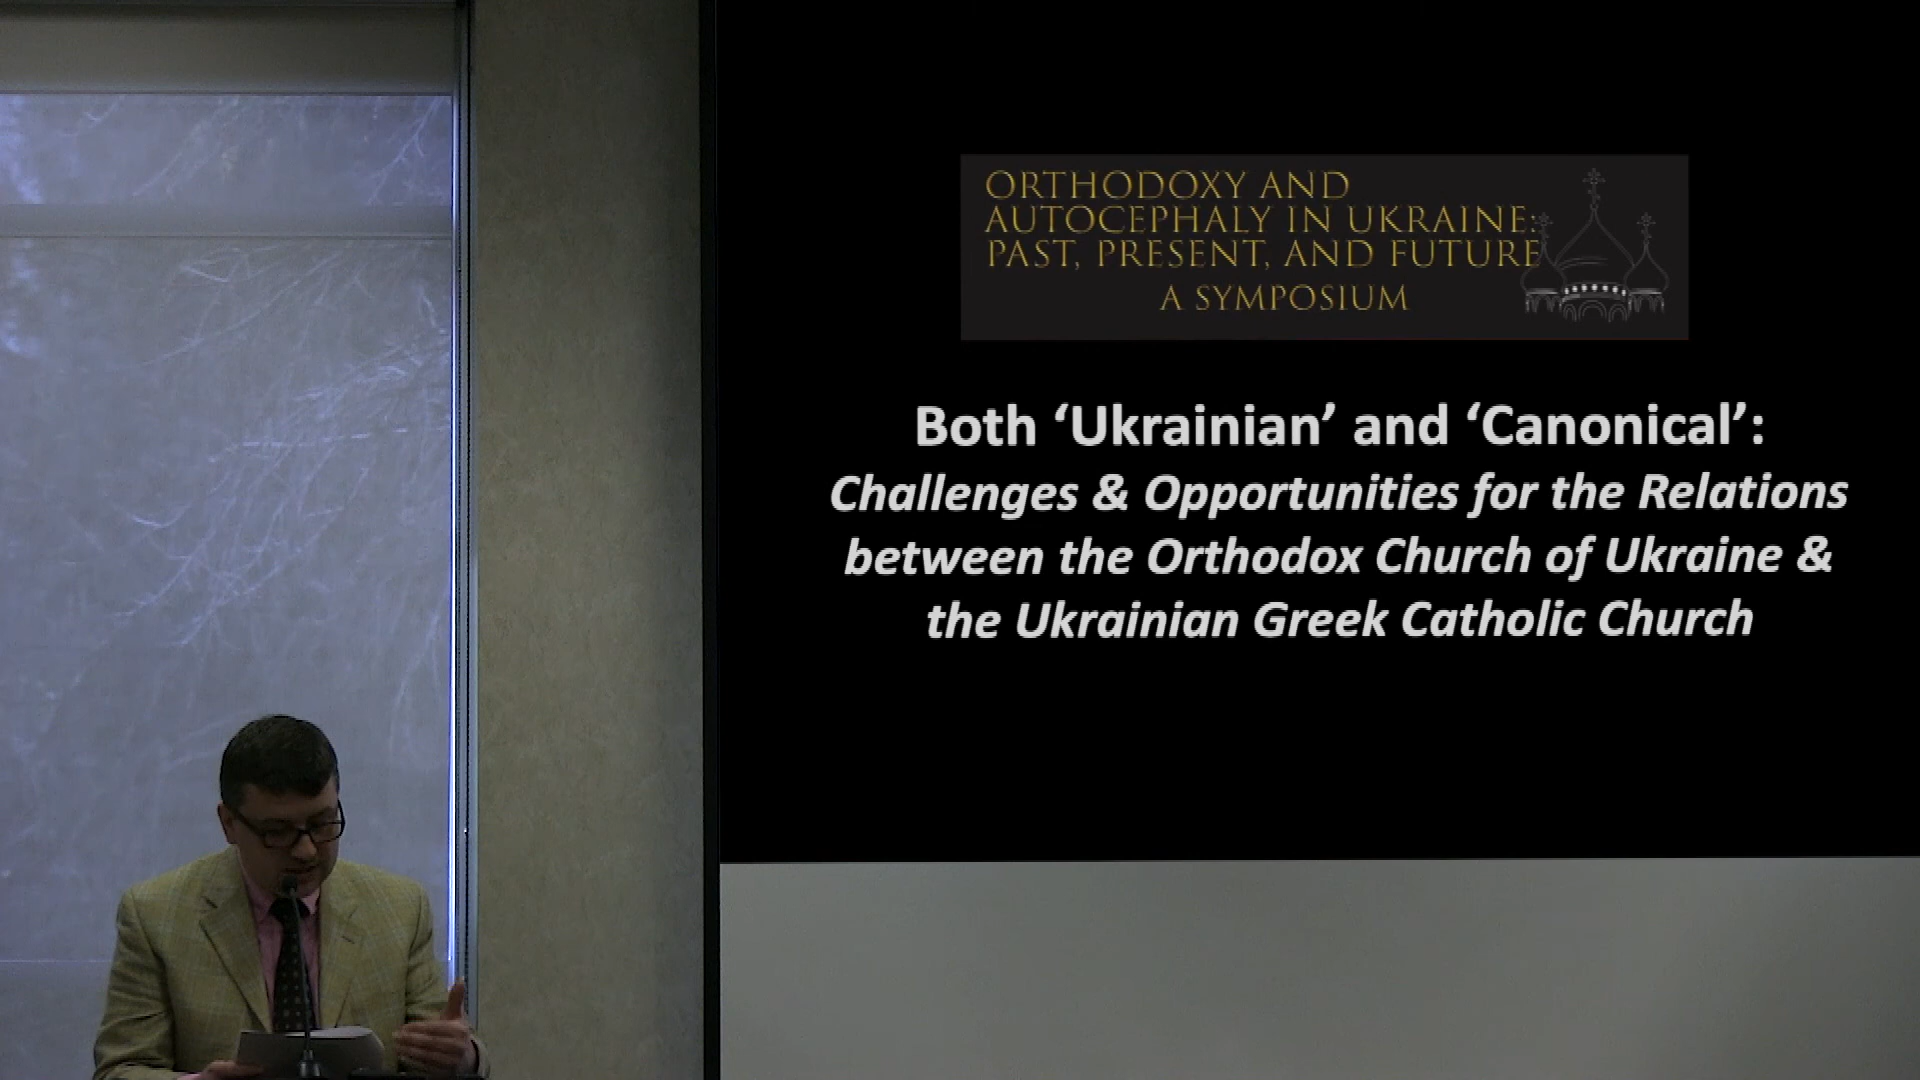 ORTHODOXY AND
AUTOCEPHALY IN UKRAINE:
PAST, PRESENT, AND FUTURE
A SYMPOSIUM
Both ‘Ukrainian’ and ‘Canonical’:
Challenges & Opportunities for the Relations
between the Orthodox Church of Ukraine &
the Ukrainian Greek Catholic Church